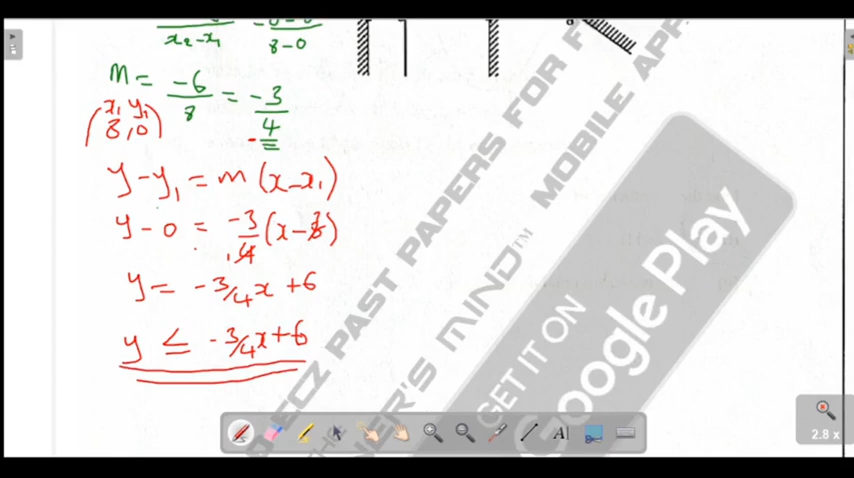 x₂-x₁
8-0
M = -6/8 = -3/4
x₁ y₁
(8,0)
y-y₁ = m(x-x₁)
y-0 = -3/4(x-8)
y = -3/4x +6
y ≤ -3/4x+6
ECZ PAST PAPERS FOR F
MIND™ MOBILE APP
GET IT ON
Google Play
2.8 x